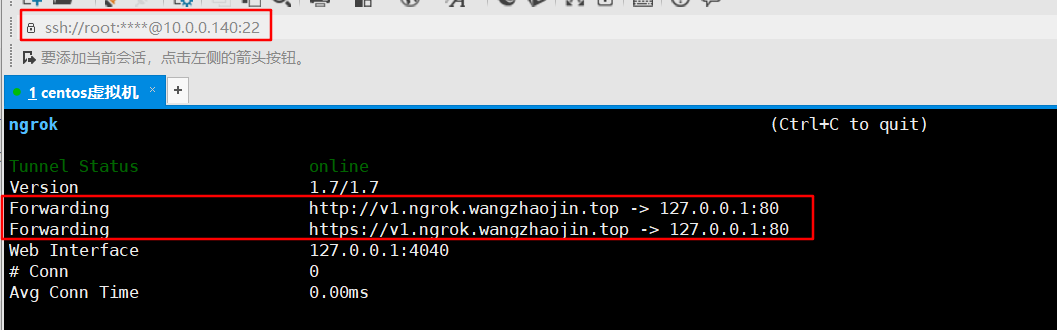 ssh://root:****@10.0.0.140:22
要添加当前会话，点击左侧的箭头按钮。
1 centos虚拟机 × +
ngrok (Ctrl+C to quit)
Tunnel Status online
Version 1.7/1.7
Forwarding http://v1.ngrok.wangzhaojin.top -> 127.0.0.1:80
Forwarding https://v1.ngrok.wangzhaojin.top -> 127.0.0.1:80
Web Interface 127.0.0.1:4040
# Conn 0
Avg Conn Time 0.00ms